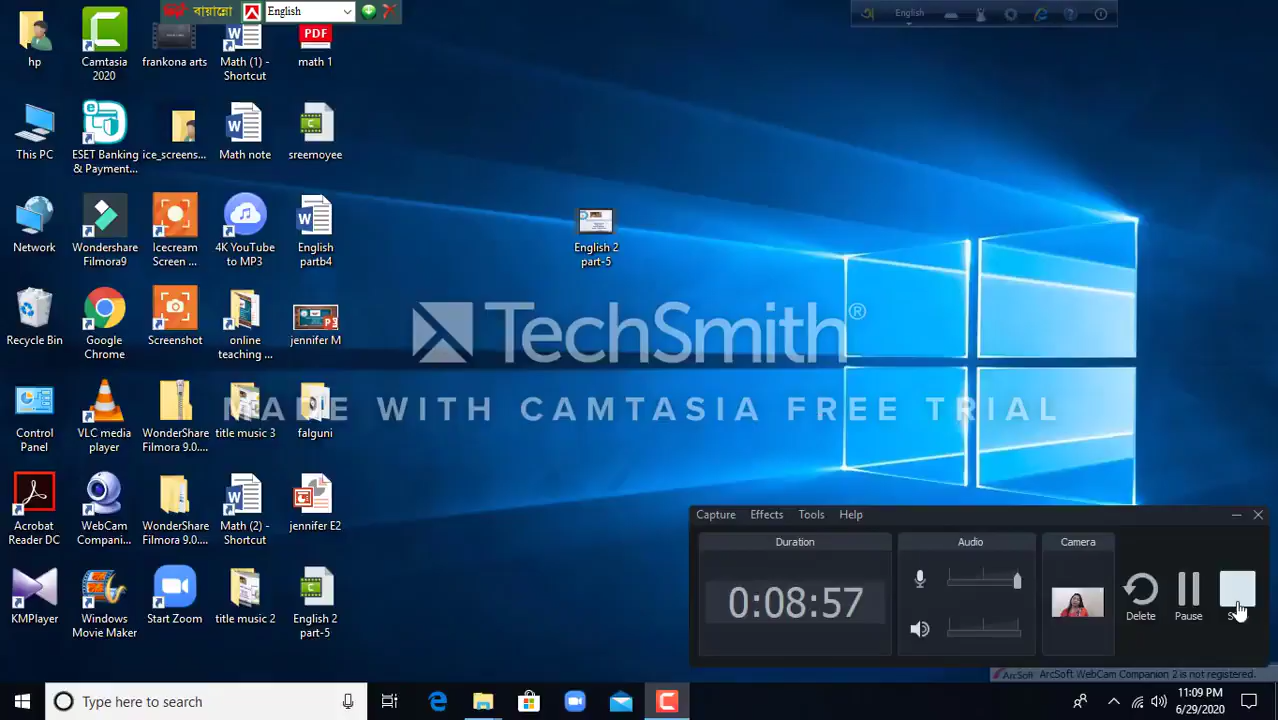 বায়ান্নো
English
English
hp
Camtasia
2020
frankona arts
Math (1) -
Shortcut
PDF
math 1
This PC
ESET Banking
& Payment...
ice_screens...
Math note
sreemoyee
Network
Wondershare
Filmora9
Icecream
Screen ...
4K YouTube
to MP3
English
partb4
English 2
part-5
Recycle Bin
Google
Chrome
Screenshot
online
teaching ...
jennifer M
TechSmith®
MADE WITH CAMTASIA FREE TRIAL
Control
Panel
VLC media
player
WonderShare
Filmora 9.0....
title music 3
falguni
Acrobat
Reader DC
WebCam
Compani...
WonderShare
Filmora 9.0....
Math (2) -
Shortcut
jennifer E2
KMPlayer
Windows
Movie Maker
Start Zoom
title music 2
English 2
part-5
Capture Effects Tools Help
Duration
Audio
Camera
0:08:57
Delete
Pause
ArcSoft ArcSoft WebCam Companion 2 is not registered.
Type here to search
11:09 PM
6/29/2020